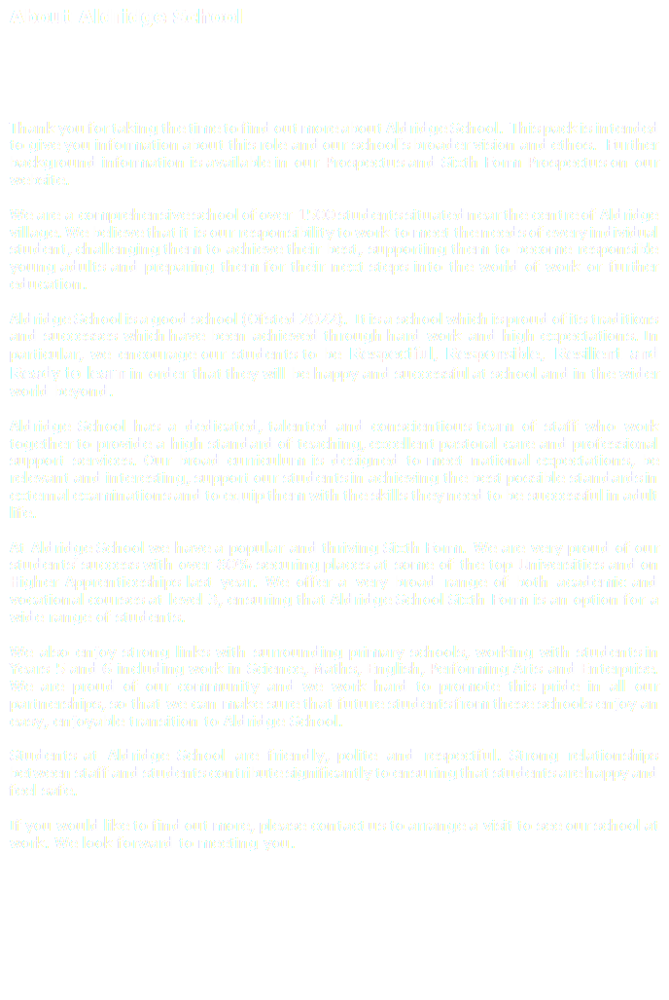 About Aldridge School
Thank you for taking the time to find out more about Aldridge School. This pack is intended
to give you information about this role and our school's broader vision and ethos. Further
background information is available in our Prospectus and Sixth Form Prospectus on our
website.
We are a comprehensive school of over 1500 students situated near the centre of Aldridge
village. We believe that it is our responsibility to work to meet the needs of every individual
student, challenging them to achieve their best, supporting them to become responsible
young adults and preparing them for their next steps into the world of work or further
education.
Aldridge School is a good school (Ofsted 2022). It is a school which is proud of its traditions
and successes which have been achieved through hard work and high expectations. In
particular, we encourage our students to be Respectful, Responsible, Resilient and
Ready to learn in order that they will be happy and successful at school and in the wider
world beyond.
Aldridge School has a dedicated, talented and conscientious team of staff who work
together to provide a high standard of teaching, excellent pastoral care and professional
support services. Our broad curriculum is designed to meet national expectations, be
relevant and interesting, support our students in achieving the best possible standards in
external examinations and to equip them with the skills they need to be successful in adult
life.
At Aldridge School we have a popular and thriving Sixth Form. We are very proud of our
students' success with over 80% securing places at some of the top Universities and on
Higher Apprenticeships last year. We offer a very broad range of both academic and
vocational courses at level 3, ensuring that Aldridge School Sixth Form is an option for a
wide range of students.
We also enjoy strong links with surrounding primary schools, working with students in
Years 5 and 6 including work in Science, Maths, English, Performing Arts and Enterprise.
We are proud of our community and we work hard to promote this pride in all our
partnerships, so that we can make sure that future students from these schools enjoy an
easy, enjoyable transition to Aldridge School.
Students at Aldridge School are friendly, polite and respectful. Strong relationships
between staff and students contribute significantly to ensuring that students are happy and
feel safe.
If you would like to find out more, please contact us to arrange a visit to see our school at
work. We look forward to meeting you.